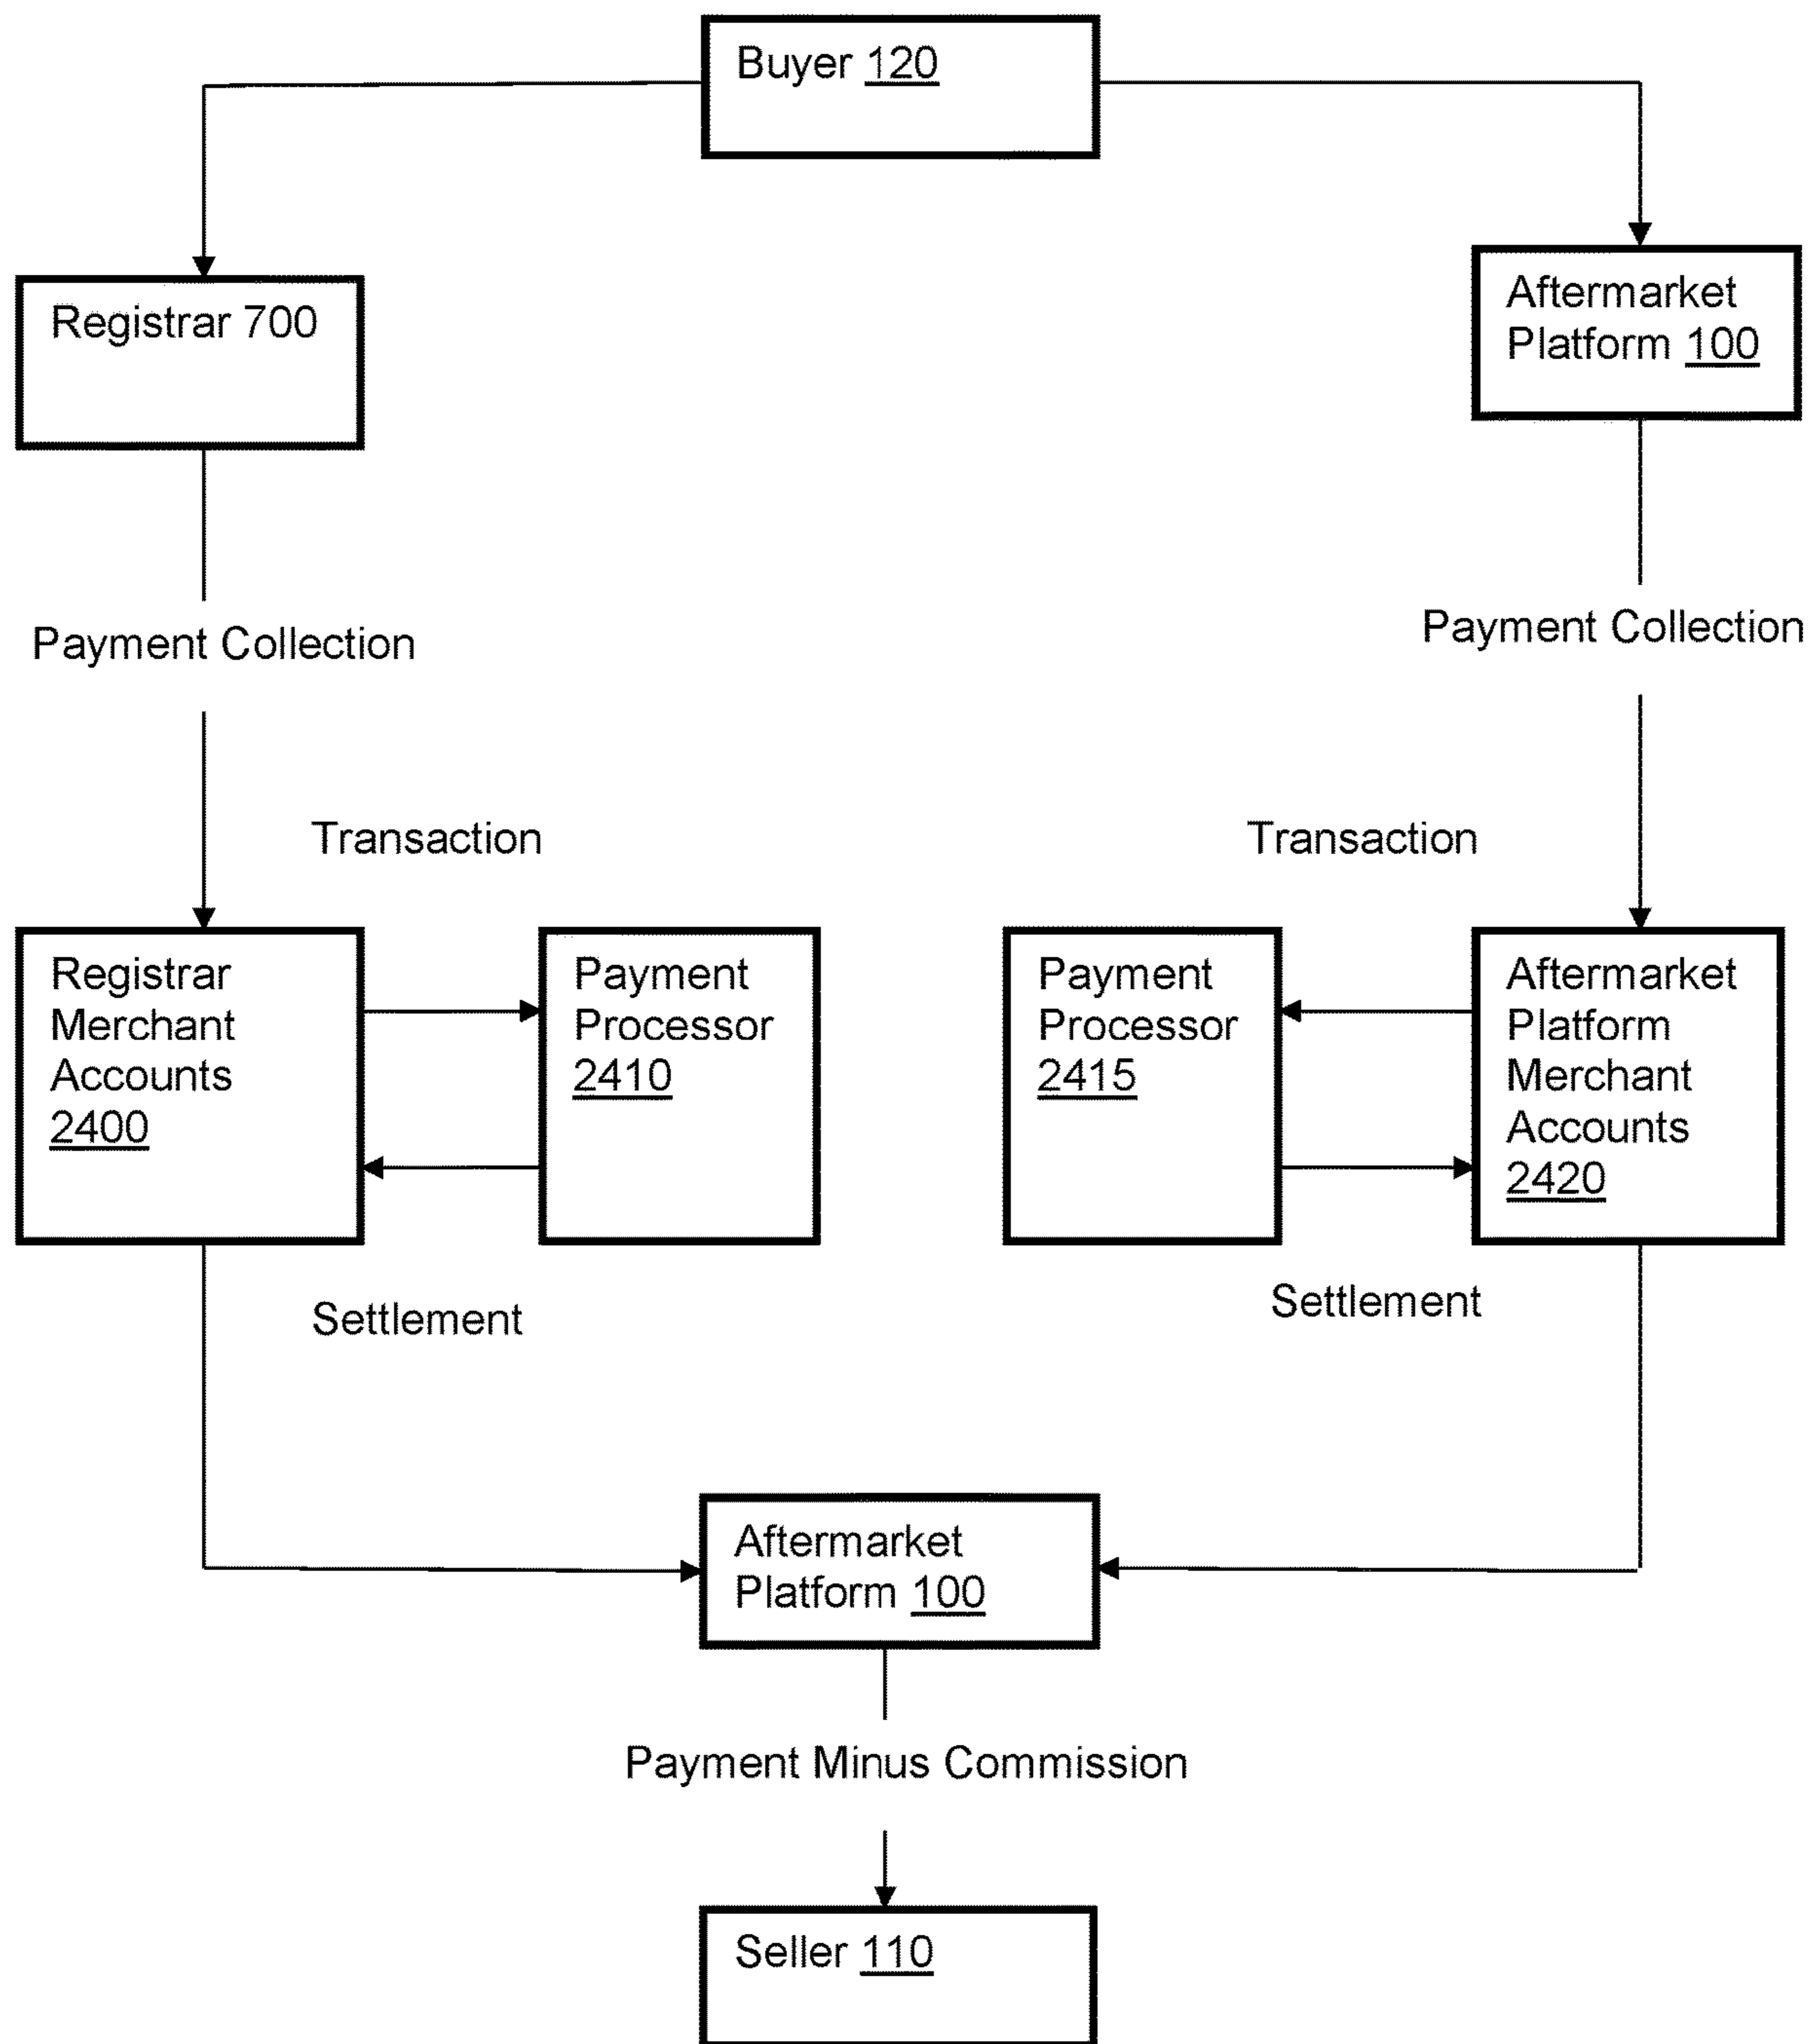 Buyer 120
Registrar 700
Aftermarket
Platform 100
Payment Collection
Payment Collection
Transaction
Transaction
Registrar
Merchant
Accounts
2400
Payment
Processor
2410
Payment
Processor
2415
Aftermarket
Platform
Merchant
Accounts
2420
Settlement
Settlement
Aftermarket
Platform 100
Payment Minus Commission
Seller 110